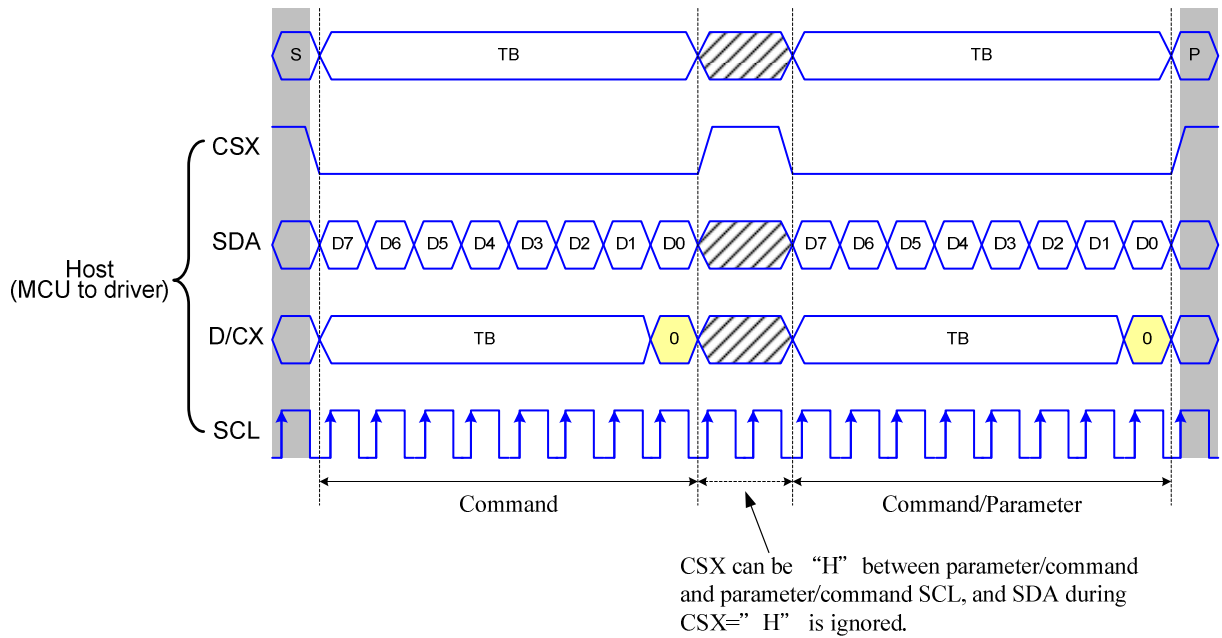 S TB TB P
CSX
SDA D7 D6 D5 D4 D3 D2 D1 D0 D7 D6 D5 D4 D3 D2 D1 D0
Host
(MCU to driver)
D/CX TB 0 TB 0
SCL
Command Command/Parameter
CSX can be “H” between parameter/command
and parameter/command SCL, and SDA during
CSX=”H” is ignored.